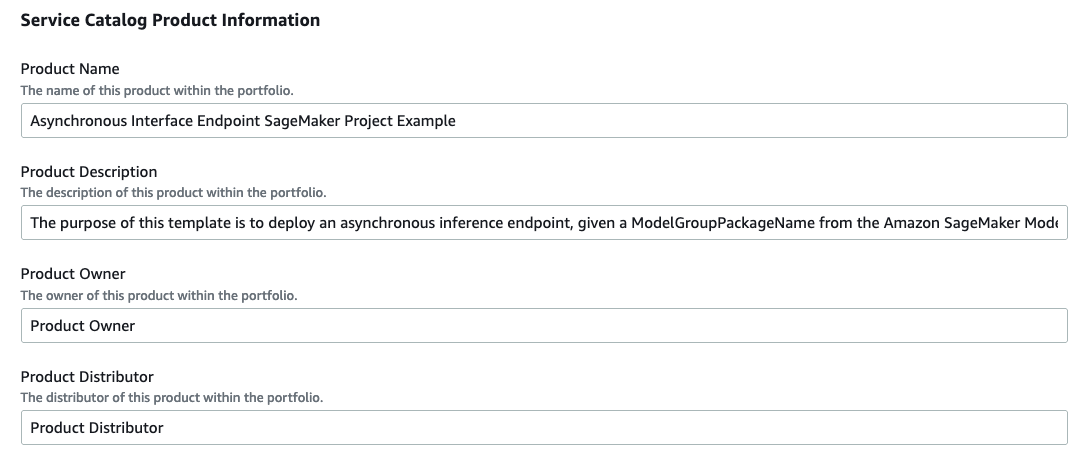 Service Catalog Product Information
Product Name
The name of this product within the portfolio.
Asynchronous Interface Endpoint SageMaker Project Example
Product Description
The description of this product within the portfolio.
The purpose of this template is to deploy an asynchronous inference endpoint, given a ModelGroupPackageName from the Amazon SageMaker Mode
Product Owner
The owner of this product within the portfolio.
Product Owner
Product Distributor
The distributor of this product within the portfolio.
Product Distributor